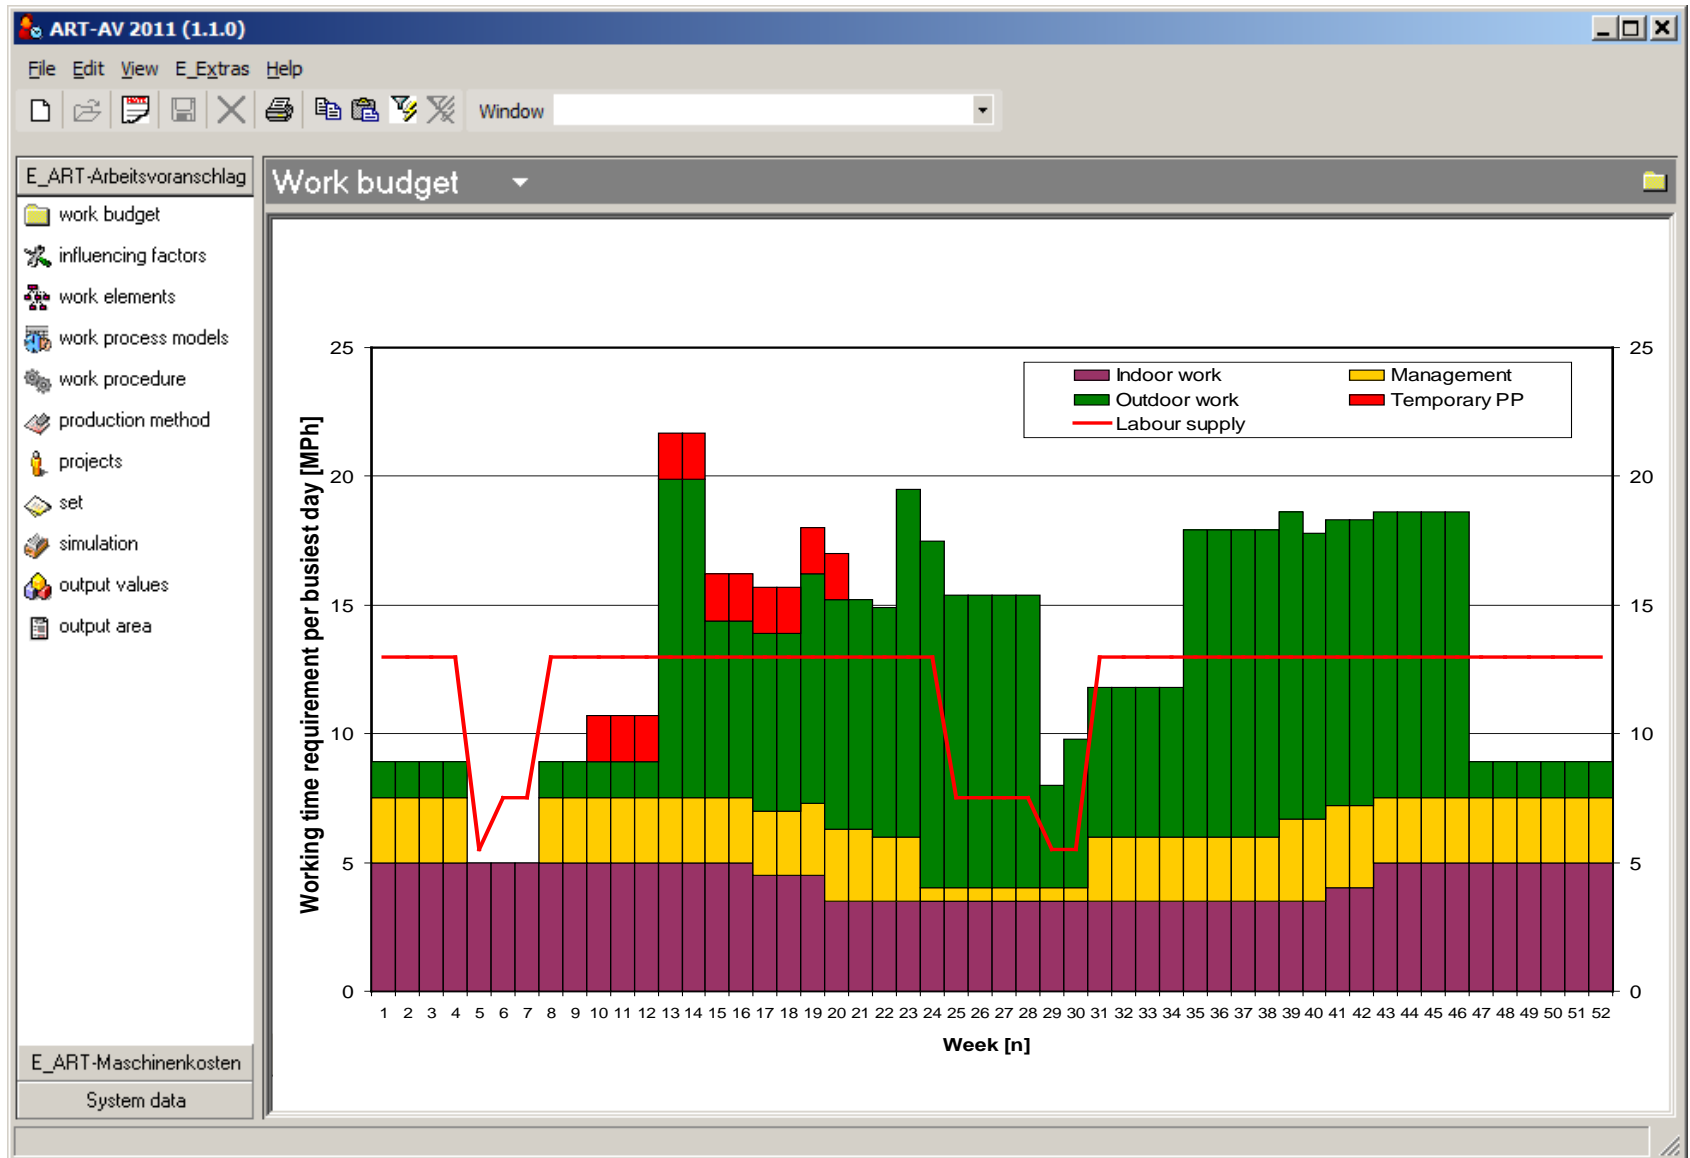 ART-AV 2011 (1.1.0)
File Edit View E_Extras Help
Window
E_ART-Arbeitsvoranschlag
work budget
influencing factors
work elements
work process models
work procedure
production method
projects
set
simulation
output values
output area
E_ART-Maschinenkosten
System data
Work budget
Working time requirement per busiest day [MPh]
25
20
15
10
5
0
Indoor work Management
Outdoor work Temporary PP
Labour supply
25
20
15
10
5
0
1 2 3 4 5 6 7 8 9 10 11 12 13 14 15 16 17 18 19 20 21 22 23 24 25 26 27 28 29 30 31 32 33 34 35 36 37 38 39 40 41 42 43 44 45 46 47 48 49 50 51 52
Week [n]